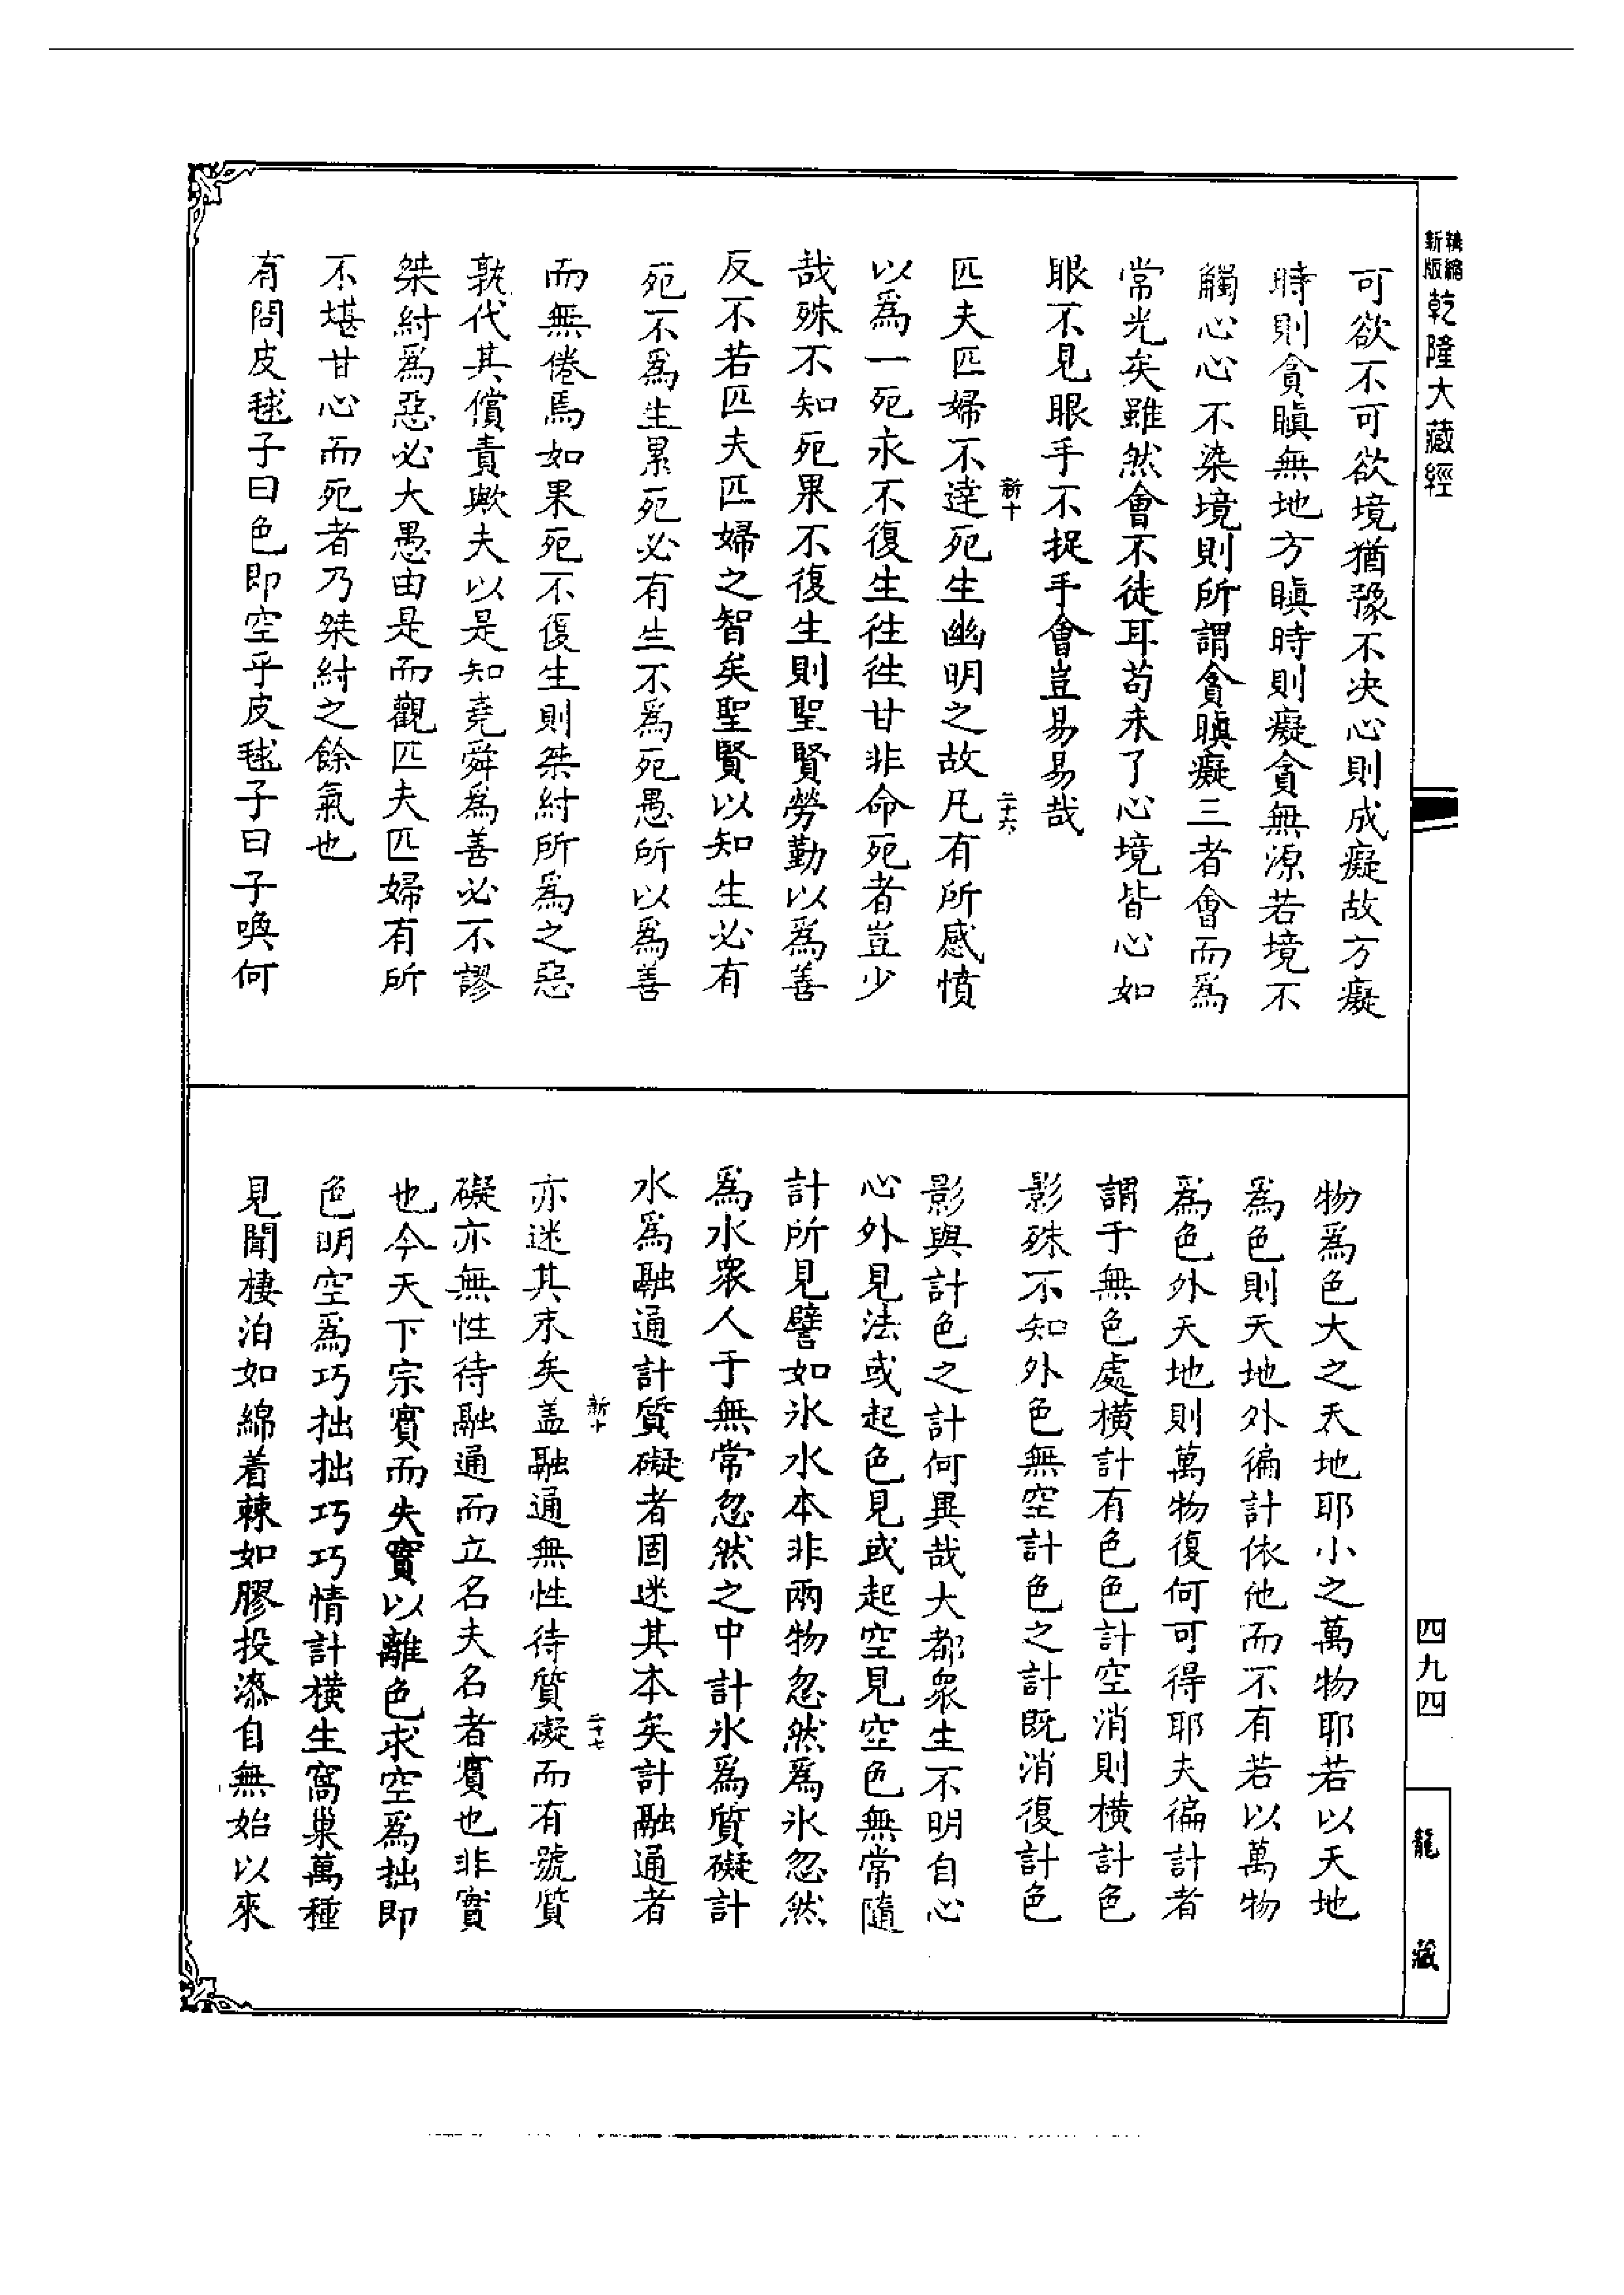 精縮新版乾隆大藏經
可欲不可欲境猶豫不决心則成癡故方癡
時則貪瞋無地方瞋時則癡貪無源若境不
觸心心不染境則所謂貪瞋癡三者會而爲
常光矣雖然會不徒耳苟未了心境皆心如
眼不見眼手不捉手會豈易易哉
新十
二十六
匹夫匹婦不達死生幽明之故凡有所感憤
以爲一死永不復生往往甘非命死者豈少
哉殊不知死果不復生則聖賢勞勤以爲善
反不若匹夫匹婦之智矣聖賢以知生必有
死不爲生累死必有生不爲死愚所以爲善
而無倦焉如果死不復生則桀紂所爲之惡
孰代其償責歟夫以是知堯舜爲善必不謬
桀紂爲惡必大愚由是而觀匹夫匹婦有所
不堪甘心而死者乃桀紂之餘氣也
有問皮毬子曰色即空乎皮毬子曰子喚何
物爲色大之天地耶小之萬物耶若以天地
爲色則天地外徧計依他而不有若以萬物
爲色外天地則萬物復何可得耶夫徧計者
謂于無色處橫計有色色計空消則橫計色
影殊不知外色無空計色之計既消復計色
影與計色之計何異哉大都衆生不明自心
心外見法或起色見或起空見空色無常隨
計所見譬如氷水本非兩物忽然爲氷忽然
爲水衆人于無常忽然之中計氷爲質礙計
水爲融通計質礙者固迷其本矣計融通者
新十
二十七
亦迷其末矣盖融通無性待質礙而有號質
礙亦無性待融通而立名夫名者賓也非實
也今天下宗賓而失實以離色求空爲拙即
色明空爲巧拙拙巧巧情計橫生窩巢萬種
見聞棲泊如綿着棘如膠投漆自無始以來
四九四
龍藏